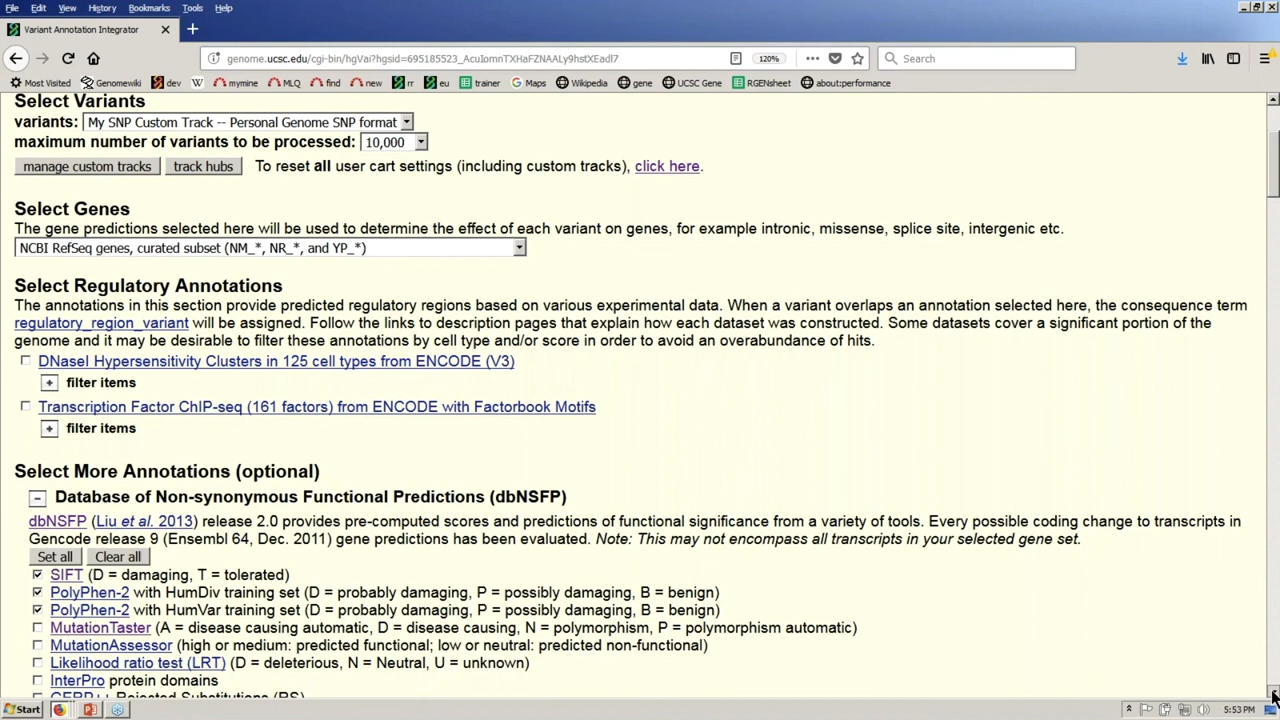 File Edit View History Bookmarks Tools Help
Variant Annotation Integrator
genome.ucsc.edu/cgi-bin/hgVai?hgsid=695185523_AcuIomnTXHaFZNAALy9hstXEadl7
120%
Search
Most Visited Genomewiki dev mymine MLQ find new rr eu trainer Maps Wikipedia gene UCSC Gene RGENsheet about:performance
Select Variants
variants: My SNP Custom Track -- Personal Genome SNP format
maximum number of variants to be processed: 10,000
manage custom tracks track hubs To reset all user cart settings (including custom tracks), click here.
Select Genes
The gene predictions selected here will be used to determine the effect of each variant on genes, for example intronic, missense, splice site, intergenic etc.
NCBI RefSeq genes, curated subset (NM_*, NR_*, and YP_*)
Select Regulatory Annotations
The annotations in this section provide predicted regulatory regions based on various experimental data. When a variant overlaps an annotation selected here, the consequence term
regulatory_region_variant will be assigned. Follow the links to description pages that explain how each dataset was constructed. Some datasets cover a significant portion of the
genome and it may be desirable to filter these annotations by cell type and/or score in order to avoid an overabundance of hits.
DNaseI Hypersensitivity Clusters in 125 cell types from ENCODE (V3)
+ filter items
Transcription Factor ChIP-seq (161 factors) from ENCODE with Factorbook Motifs
+ filter items
Select More Annotations (optional)
- Database of Non-synonymous Functional Predictions (dbNSFP)
dbNSFP (Liu et al. 2013) release 2.0 provides pre-computed scores and predictions of functional significance from a variety of tools. Every possible coding change to transcripts in
Gencode release 9 (Ensembl 64, Dec. 2011) gene predictions has been evaluated. Note: This may not encompass all transcripts in your selected gene set.
Set all Clear all
SIFT (D = damaging, T = tolerated)
PolyPhen-2 with HumDiv training set (D = probably damaging, P = possibly damaging, B = benign)
PolyPhen-2 with HumVar training set (D = probably damaging, P = possibly damaging, B = benign)
MutationTaster (A = disease causing automatic, D = disease causing, N = polymorphism, P = polymorphism automatic)
MutationAssessor (high or medium: predicted functional; low or neutral: predicted non-functional)
Likelihood ratio test (LRT) (D = deleterious, N = Neutral, U = unknown)
InterPro protein domains
GERP++ Rejected Substitutions (RS)
Start 5:53 PM